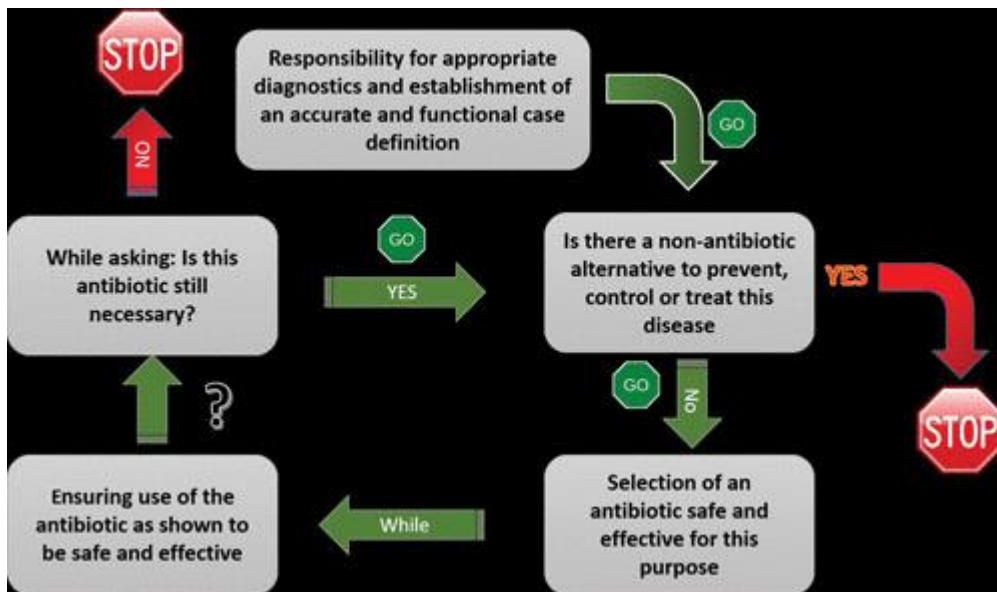 STOP
Responsibility for appropriate
diagnostics and establishment of
an accurate and functional case
definition
GO
NO
While asking: Is this
antibiotic still
necessary?
GO
YES
Is there a non-antibiotic
alternative to prevent,
control or treat this
disease
YES
STOP
GO
No
Selection of an
antibiotic safe and
effective for this
purpose
While
Ensuring use of the
antibiotic as shown to
be safe and effective
?